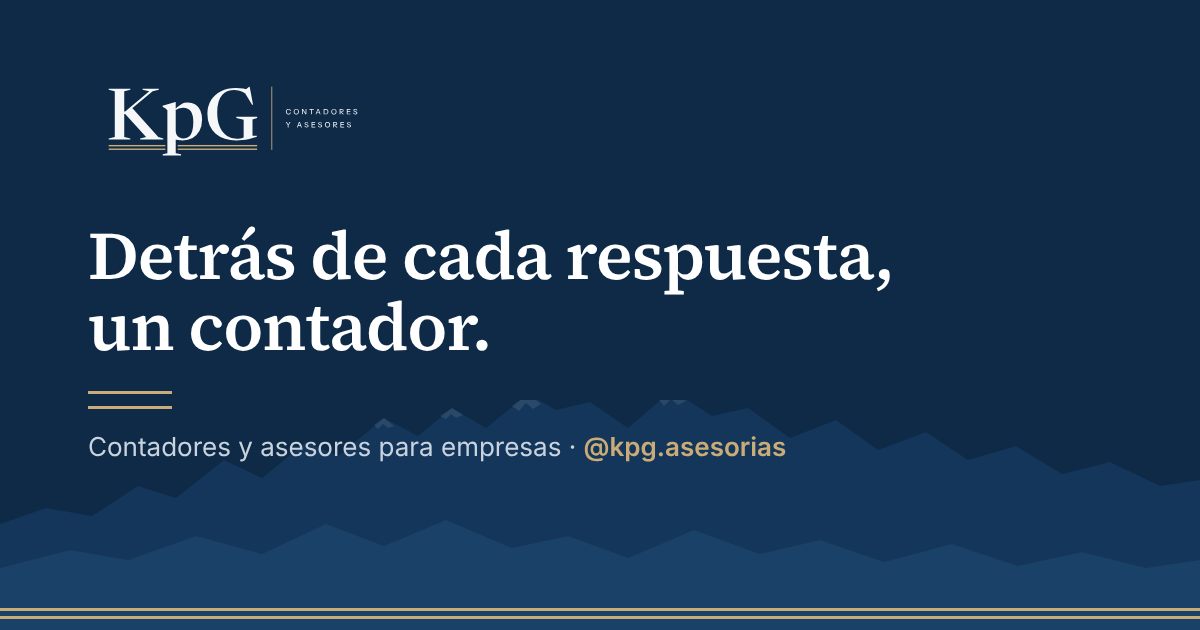 KpG
CONTADORES
Y ASESORES
Detrás de cada respuesta,
un contador.
Contadores y asesores para empresas · @kpg.asesorias